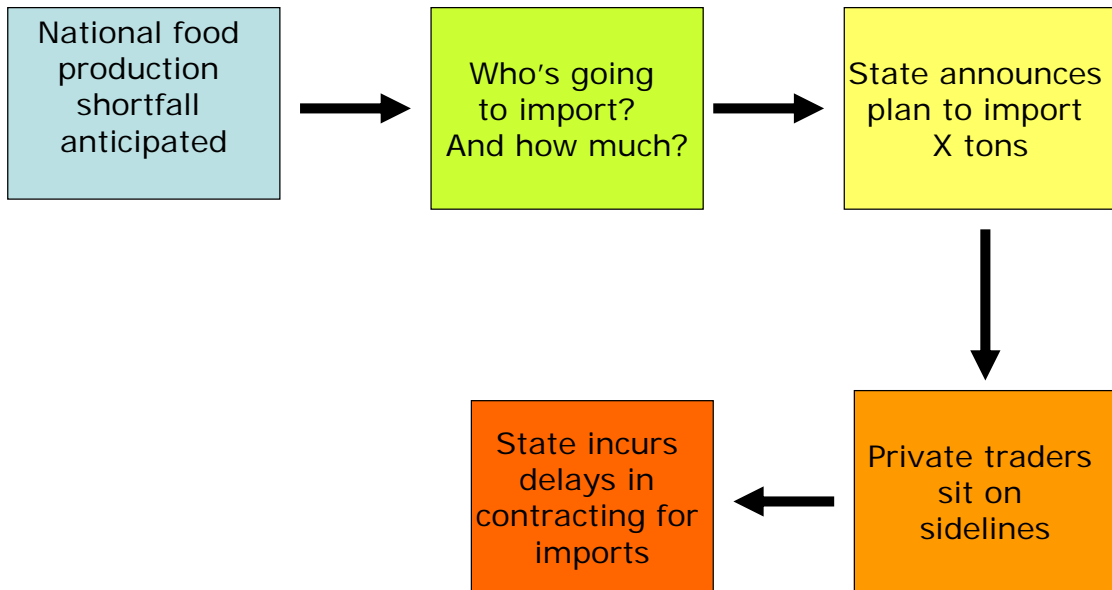 National food
production
shortfall
anticipated
Who's going
to import?
And how much?
State announces
plan to import
X tons
Private traders
sit on
sidelines
State incurs
delays in
contracting for
imports